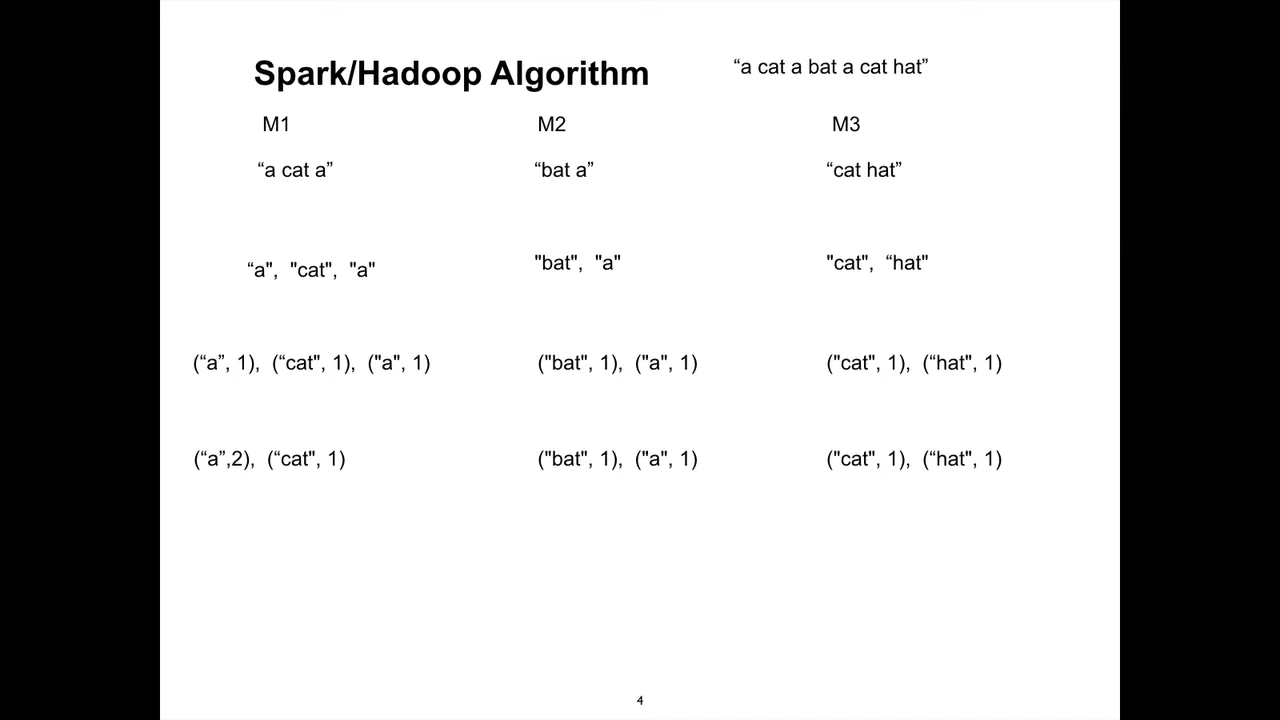 Spark/Hadoop Algorithm
“a cat a bat a cat hat”
M1 M2 M3
“a cat a” “bat a” “cat hat”
“a", "cat", "a" "bat", "a" "cat", “hat"
(“a”, 1), (“cat", 1), ("a", 1) ("bat", 1), ("a", 1) ("cat", 1), (“hat", 1)
(“a”,2), (“cat", 1) ("bat", 1), ("a", 1) ("cat", 1), (“hat", 1)
4